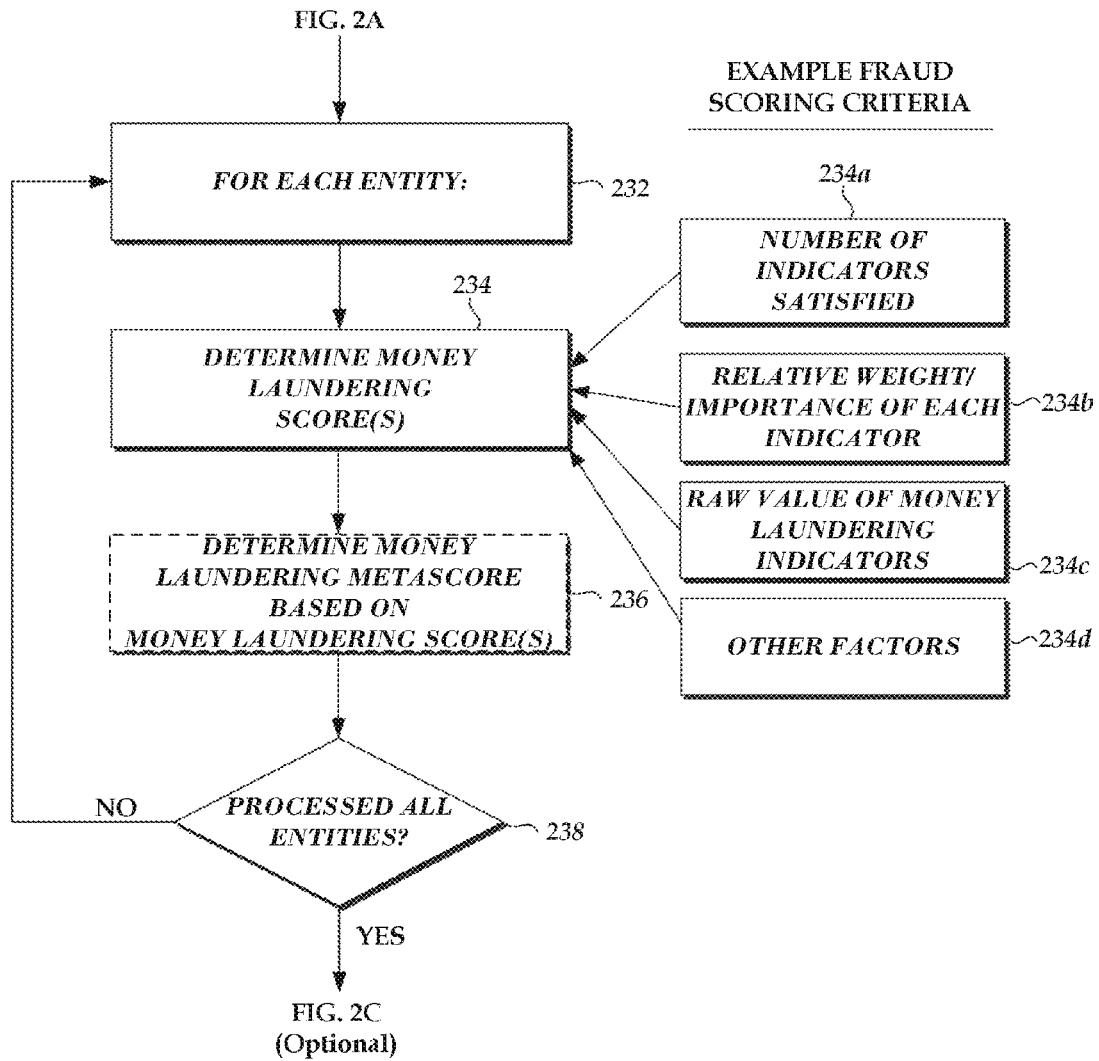 FIG. 2A
EXAMPLE FRAUD
SCORING CRITERIA
FOR EACH ENTITY:
232
234a
NUMBER OF
INDICATORS
SATISFIED
234
DETERMINE MONEY
LAUNDERING
SCORE(S)
RELATIVE WEIGHT/
IMPORTANCE OF EACH
INDICATOR
234b
RAW VALUE OF MONEY
LAUNDERING
INDICATORS
234c
DETERMINE MONEY
LAUNDERING METASCORE
BASED ON
MONEY LAUNDERING SCORE(S)
236
OTHER FACTORS
234d
NO
PROCESSED ALL
ENTITIES?
238
YES
FIG. 2C
(Optional)